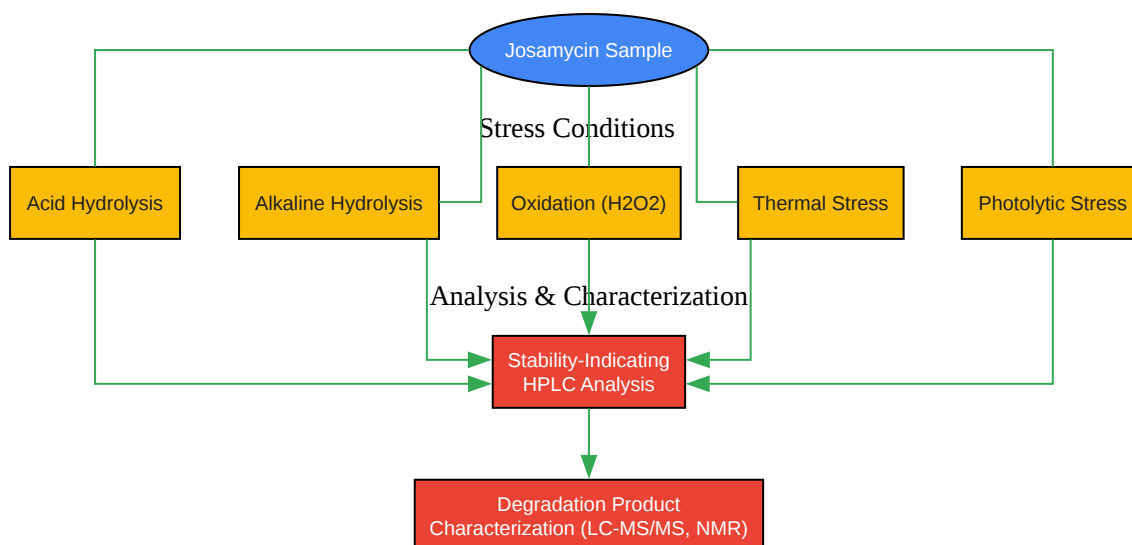 Josamycin Sample
Stress Conditions
Acid Hydrolysis
Alkaline Hydrolysis
Oxidation (H2O2)
Thermal Stress
Photolytic Stress
Analysis & Characterization
Stability-Indicating
HPLC Analysis
Degradation Product
Characterization (LC-MS/MS, NMR)